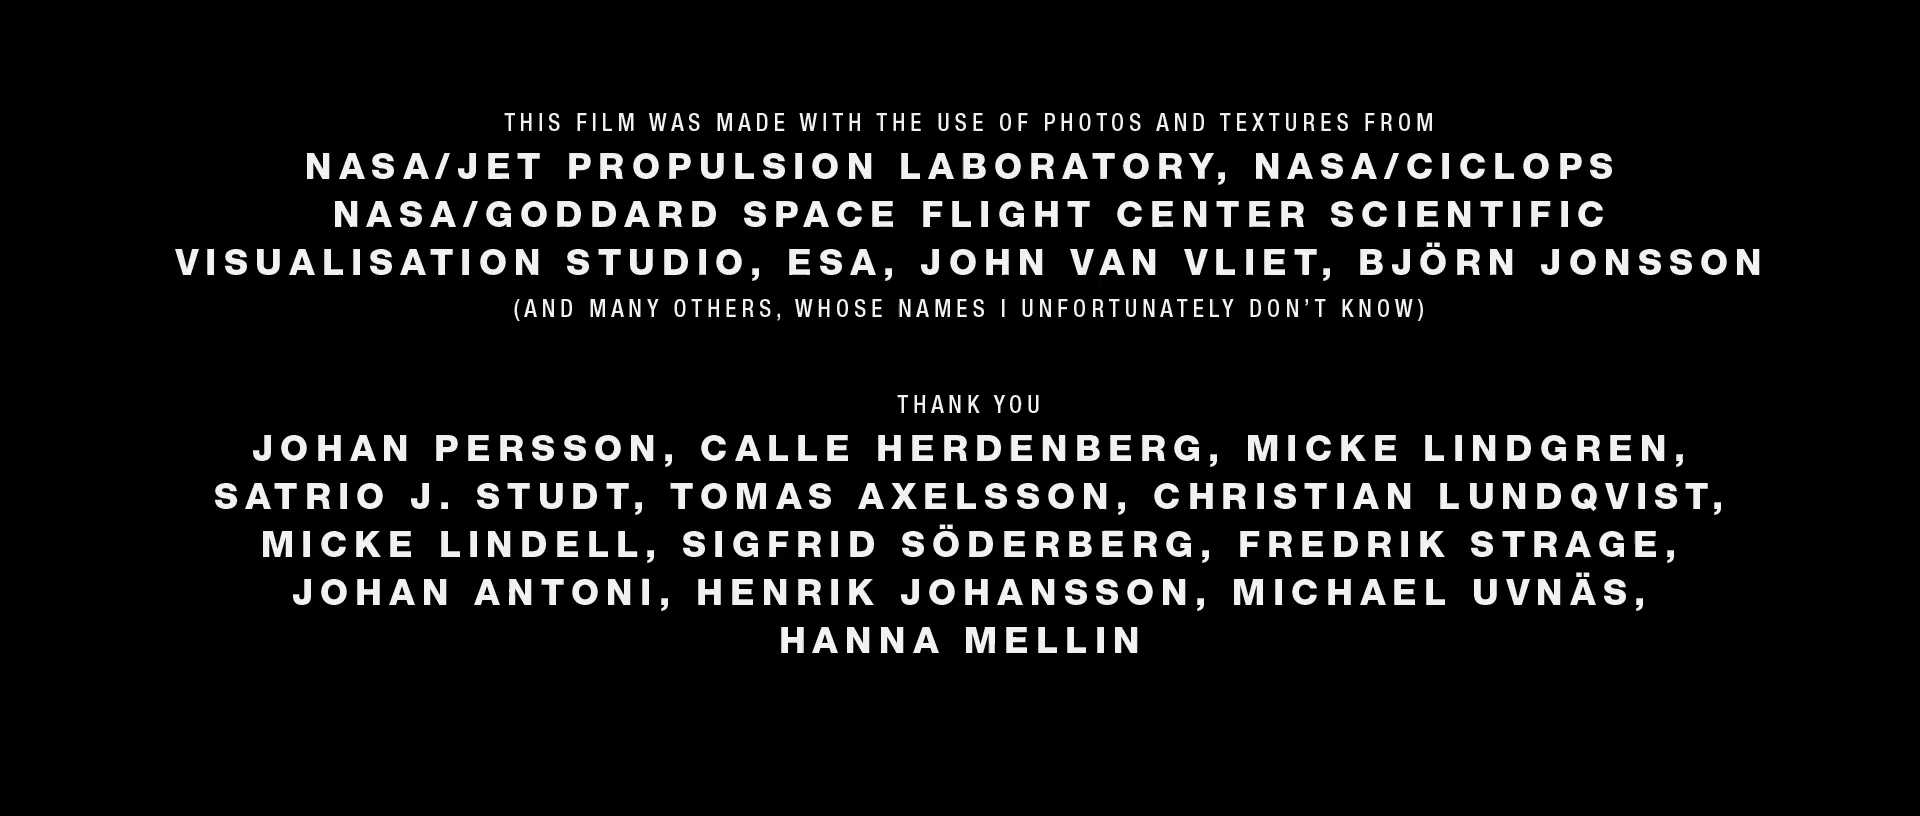 THIS FILM WAS MADE WITH THE USE OF PHOTOS AND TEXTURES FROM
NASA/JET PROPULSION LABORATORY, NASA/CICLOPS
NASA/GODDARD SPACE FLIGHT CENTER SCIENTIFIC
VISUALISATION STUDIO, ESA, JOHN VAN VLIET, BJÖRN JONSSON
(AND MANY OTHERS, WHOSE NAMES I UNFORTUNATELY DON’T KNOW)
THANK YOU
JOHAN PERSSON, CALLE HERDENBERG, MICKE LINDGREN,
SATRIO J. STUDT, TOMAS AXELSSON, CHRISTIAN LUNDQVIST,
MICKE LINDELL, SIGFRID SÖDERBERG, FREDRIK STRAGE,
JOHAN ANTONI, HENRIK JOHANSSON, MICHAEL UVNÄS,
HANNA MELLIN